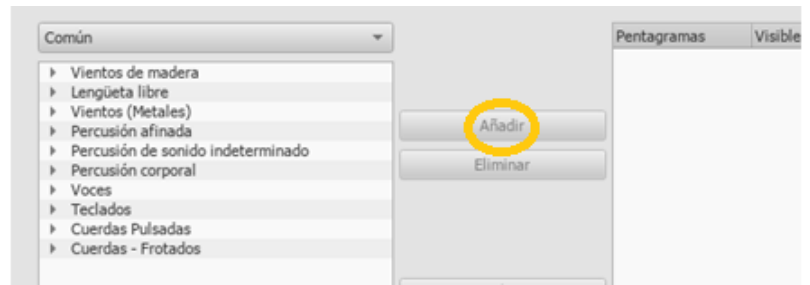 Común
Pentagramas Visible
Vientos de madera
Lengüeta libre
Vientos (Metales)
Percusión afinada
Percusión de sonido indeterminado
Percusión corporal
Voces
Teclados
Cuerdas Pulsadas
Cuerdas - Frotados
Añadir
Eliminar